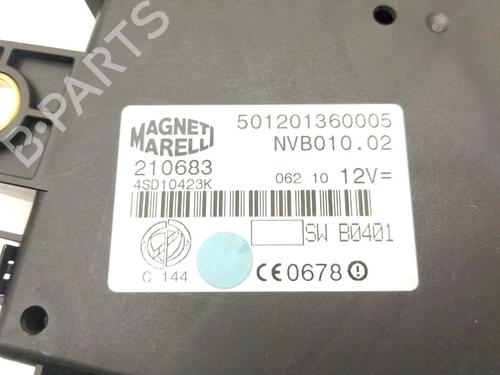 B-PARTS
MAGNETI
MARELLI
501201360005
NVB010.02
210683
4SD10423K
062 10 12V=
SW B0401
C 144
CE0678